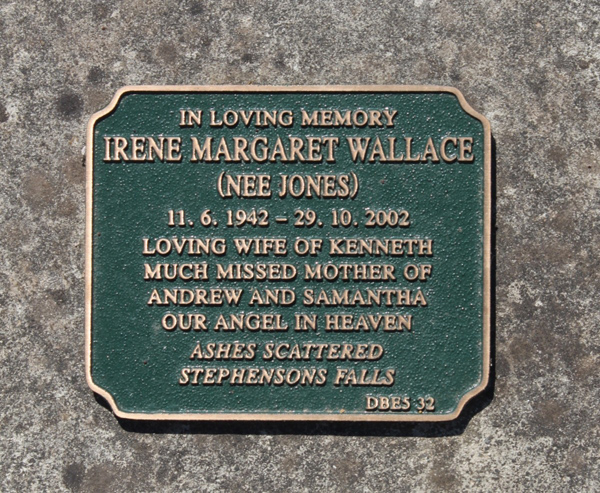 IN LOVING MEMORY
IRENE MARGARET WALLACE
(NEE JONES)
11. 6. 1942 – 29. 10. 2002
LOVING WIFE OF KENNETH
MUCH MISSED MOTHER OF
ANDREW AND SAMANTHA
OUR ANGEL IN HEAVEN
ASHES SCATTERED
STEPHENSONS FALLS
DBE5 32